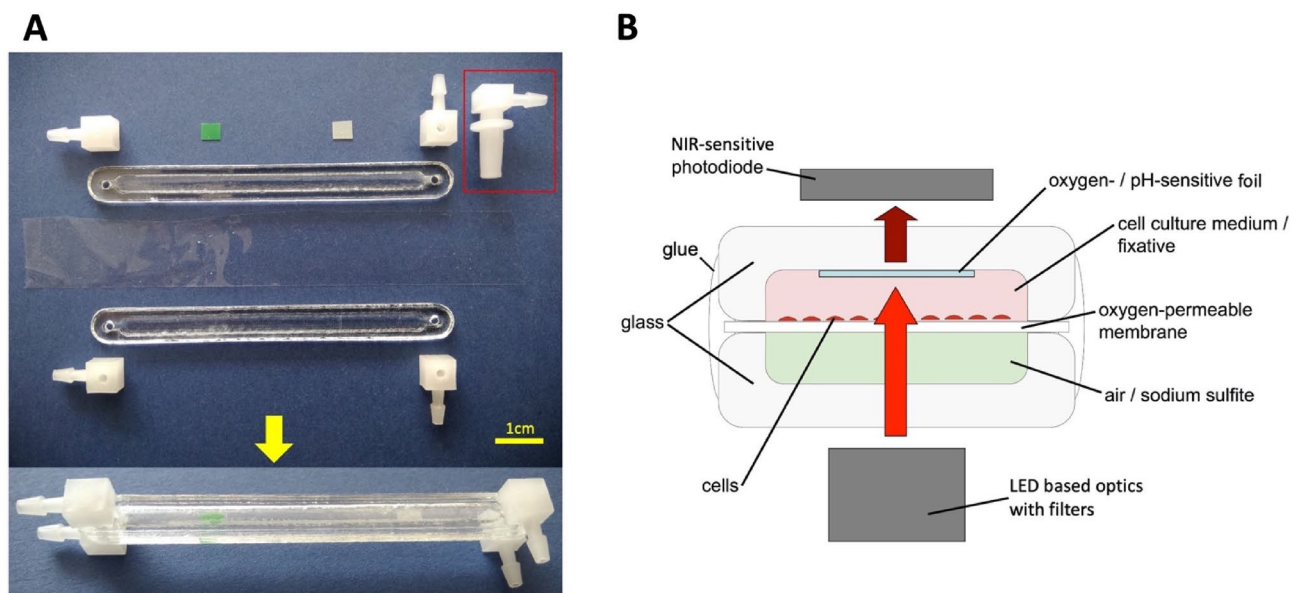 A
1cm
B
NIR-sensitive
photodiode
oxygen- / pH-sensitive foil
cell culture medium /
fixative
glue
glass
oxygen-permeable
membrane
air / sodium sulfite
cells
LED based optics
with filters